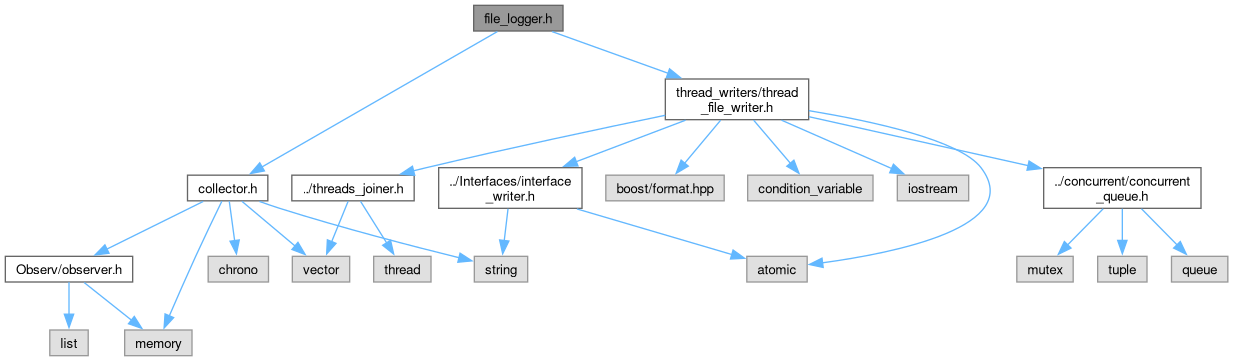 file_logger.h
thread_writers/thread
_file_writer.h
collector.h
../threads_joiner.h
../Interfaces/interface
_writer.h
boost/format.hpp
condition_variable
iostream
../concurrent/concurrent
_queue.h
Observ/observer.h
chrono
vector
thread
string
atomic
mutex
tuple
queue
list
memory